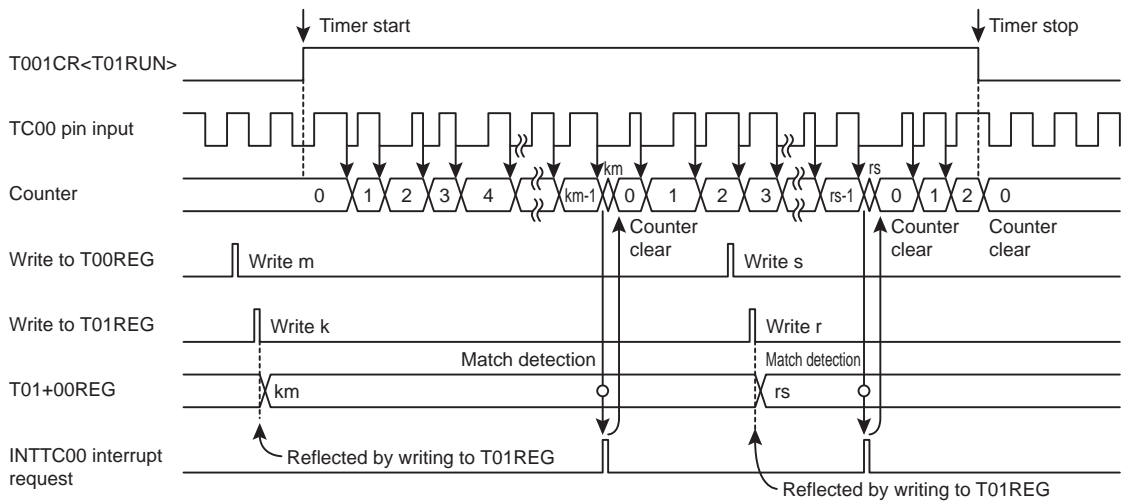 Timer start
Timer stop
T001CR<T01RUN>
TC00 pin input
km
rs
Counter
0 1 2 3 4 km-1 0 1 2 3 rs-1 0 1 2 0
Counter
clear
Counter
clear
Counter
clear
Write to T00REG
Write m
Write s
Write to T01REG
Write k
Write r
Match detection
Match detection
T01+00REG
km
rs
INTTC00 interrupt
request
Reflected by writing to T01REG
Reflected by writing to T01REG